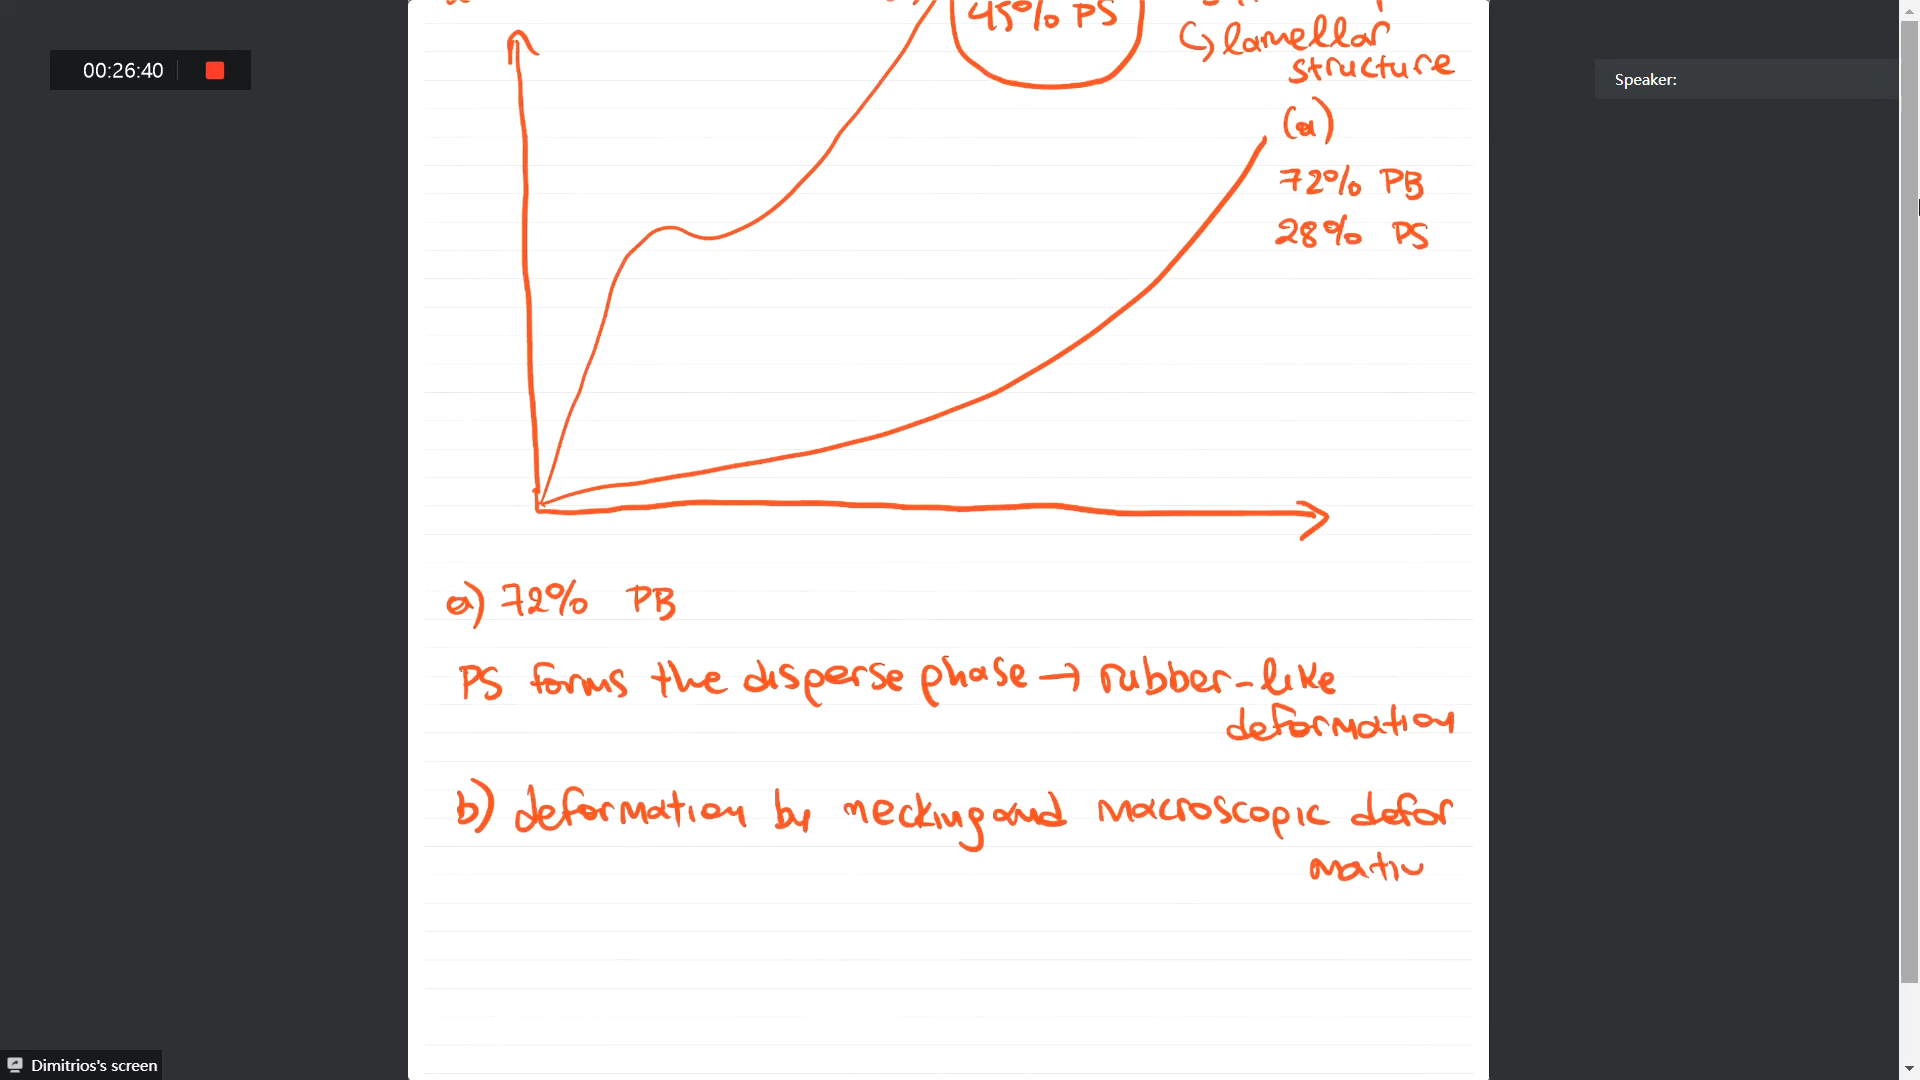 45% PS
lamellar
structure
00:26:40
Speaker:
(a)
72% PB
28% PS
a) 72% PB
PS forms the disperse phase → rubber-like
deformation
b) deformation by necking and macroscopic defor
matiu
Dimitrios's screen